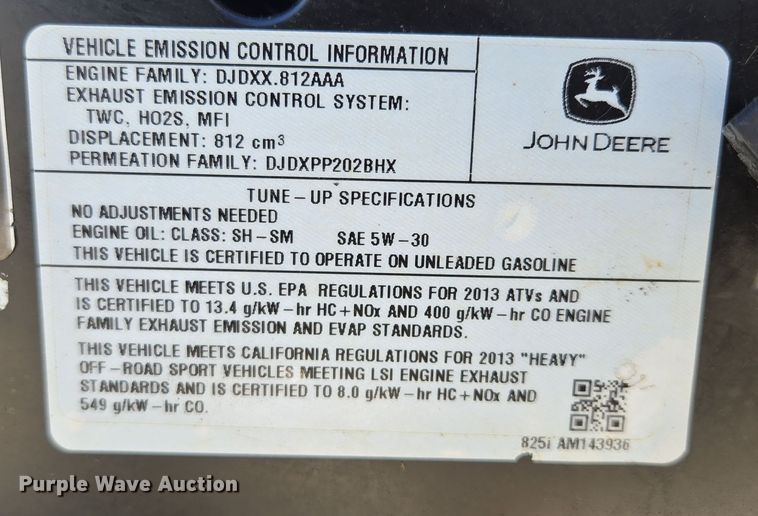 VEHICLE EMISSION CONTROL INFORMATION
ENGINE FAMILY: DJDXX.812AAA
EXHAUST EMISSION CONTROL SYSTEM:
TWC, HO2S, MFI
DISPLACEMENT: 812 cm³
PERMEATION FAMILY: DJDXPP202BHX
JOHN DEERE
TUNE-UP SPECIFICATIONS
NO ADJUSTMENTS NEEDED
ENGINE OIL: CLASS: SH-SM SAE 5W-30
THIS VEHICLE IS CERTIFIED TO OPERATE ON UNLEADED GASOLINE
THIS VEHICLE MEETS U.S. EPA REGULATIONS FOR 2013 ATVs AND
IS CERTIFIED TO 13.4 g/kW-hr HC+NOx AND 400 g/kW-hr CO ENGINE
FAMILY EXHAUST EMISSION AND EVAP STANDARDS.
THIS VEHICLE MEETS CALIFORNIA REGULATIONS FOR 2013 "HEAVY"
OFF-ROAD SPORT VEHICLES MEETING LSI ENGINE EXHAUST
STANDARDS AND IS CERTIFIED TO 8.0 g/kW-hr HC+NOx AND
549 g/kW-hr CO.
825i AM143936
Purple Wave Auction